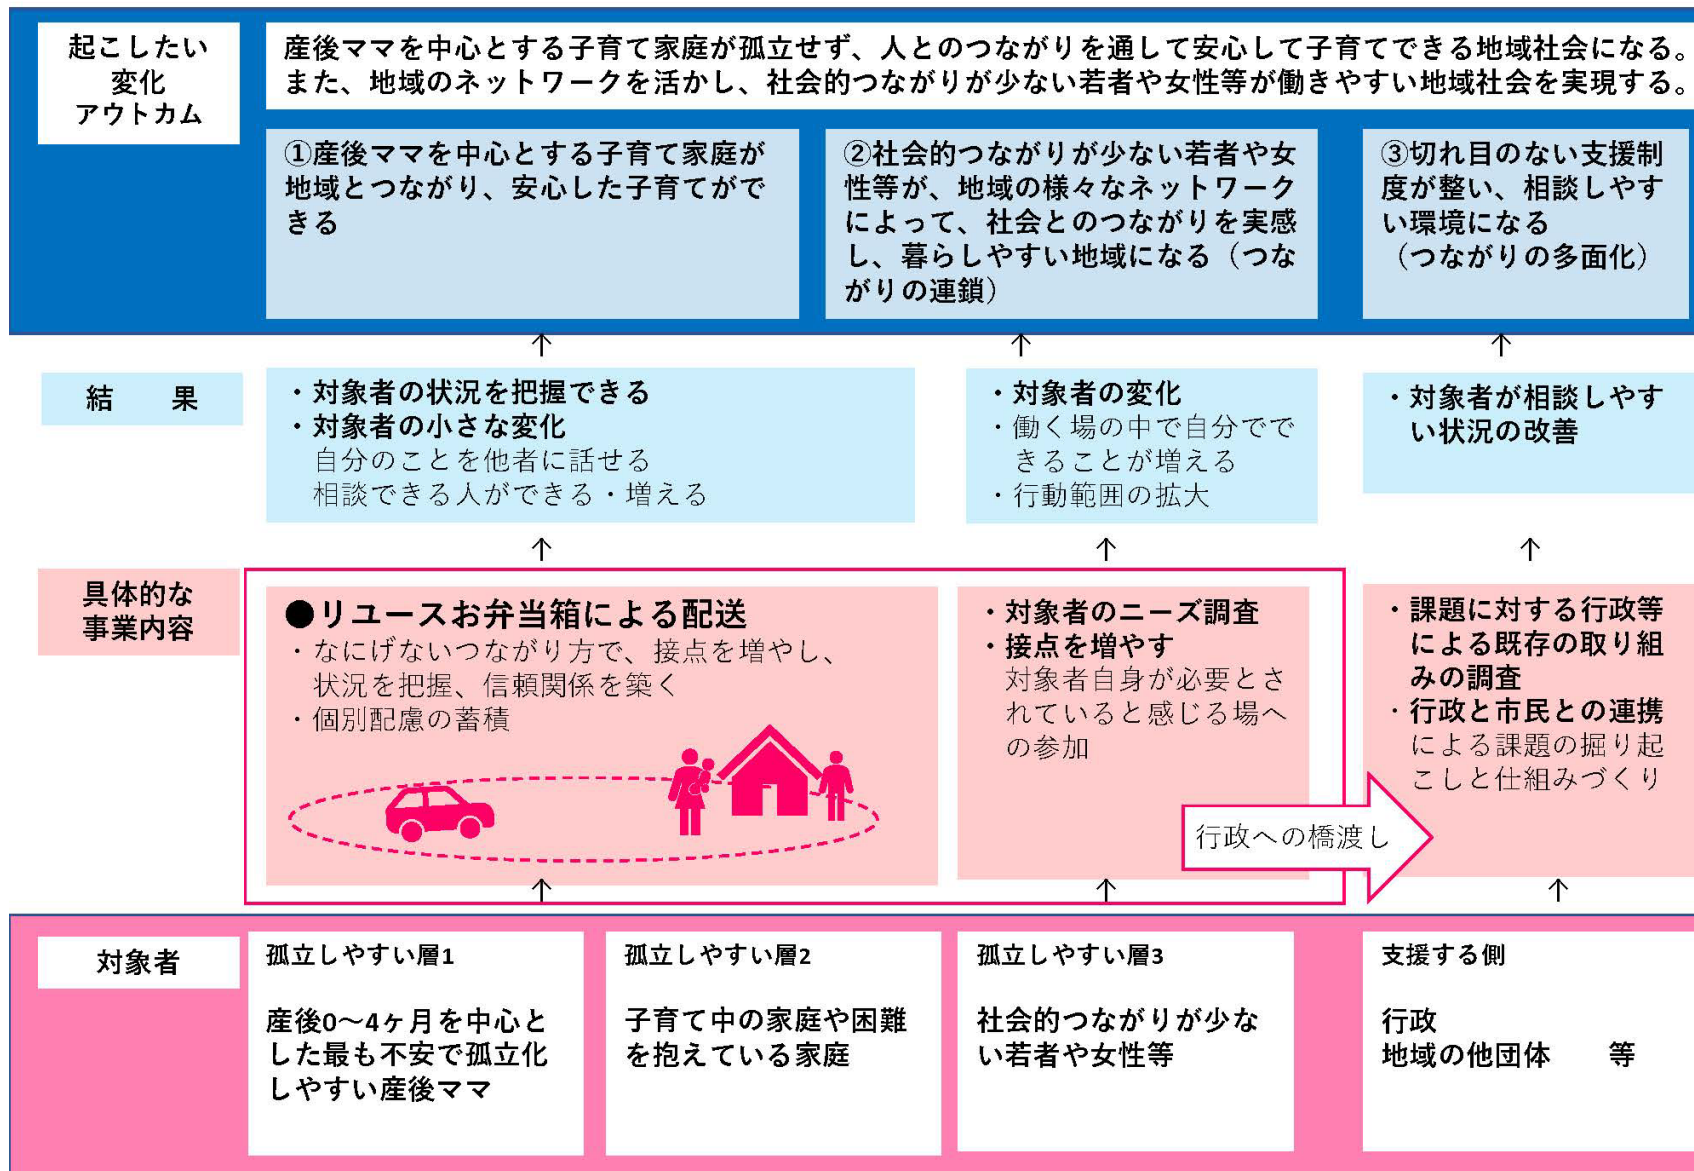 起こしたい
変化
アウトカム
産後ママを中心とする子育て家庭が孤立せず、人とのつながりを通して安心して子育てできる地域社会になる。
また、地域のネットワークを活かし、社会的つながりが少ない若者や女性等が働きやすい地域社会を実現する。
①産後ママを中心とする子育て家庭が
地域とつながり、安心した子育てがで
きる
②社会的つながりが少ない若者や女
性等が、地域の様々なネットワーク
によって、社会とのつながりを実感
し、暮らしやすい地域になる（つな
がりの連鎖）
③切れ目のない支援制
度が整い、相談しやす
い環境になる
（つながりの多面化）
↑
↑
↑
結　果
・対象者の状況を把握できる
・対象者の小さな変化
自分のことを他者に話せる
相談できる人ができる・増える
・対象者の変化
・働く場の中で自分でで
きることが増える
・行動範囲の拡大
・対象者が相談しやす
い状況の改善
↑
↑
↑
具体的な
事業内容
●リユースお弁当箱による配送
・なにげないつながり方で、接点を増やし、
状況を把握、信頼関係を築く
・個別配慮の蓄積
・対象者のニーズ調査
・接点を増やす
対象者自身が必要とさ
れていると感じる場へ
の参加
行政への橋渡し
・課題に対する行政等
による既存の取り組
みの調査
・行政と市民との連携
による課題の掘り起
こしと仕組みづくり
↑
↑
↑
対象者
孤立しやすい層1
産後0～4ヶ月を中心と
した最も不安で孤立化
しやすい産後ママ
孤立しやすい層2
子育て中の家庭や困難
を抱えている家庭
孤立しやすい層3
社会的つながりが少な
い若者や女性等
支援する側
行政
地域の他団体　等